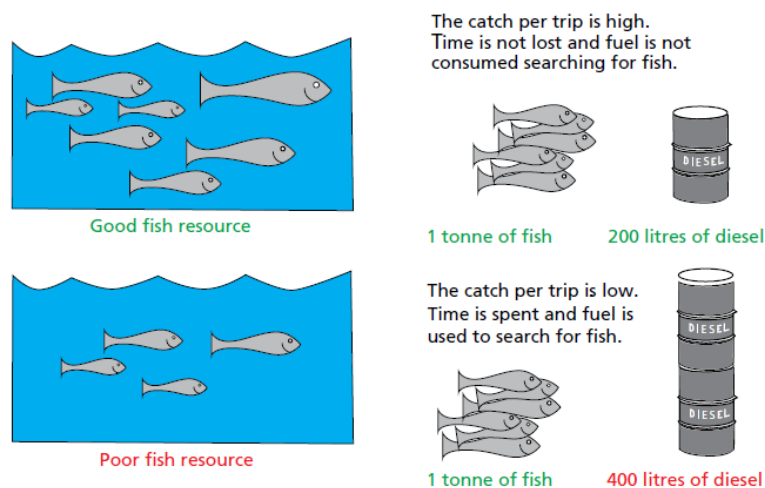 The catch per trip is high.
Time is not lost and fuel is not
consumed searching for fish.
DIESEL
Good fish resource
1 tonne of fish
200 litres of diesel
The catch per trip is low.
Time is spent and fuel is
used to search for fish.
DIESEL
DIESEL
Poor fish resource
1 tonne of fish
400 litres of diesel